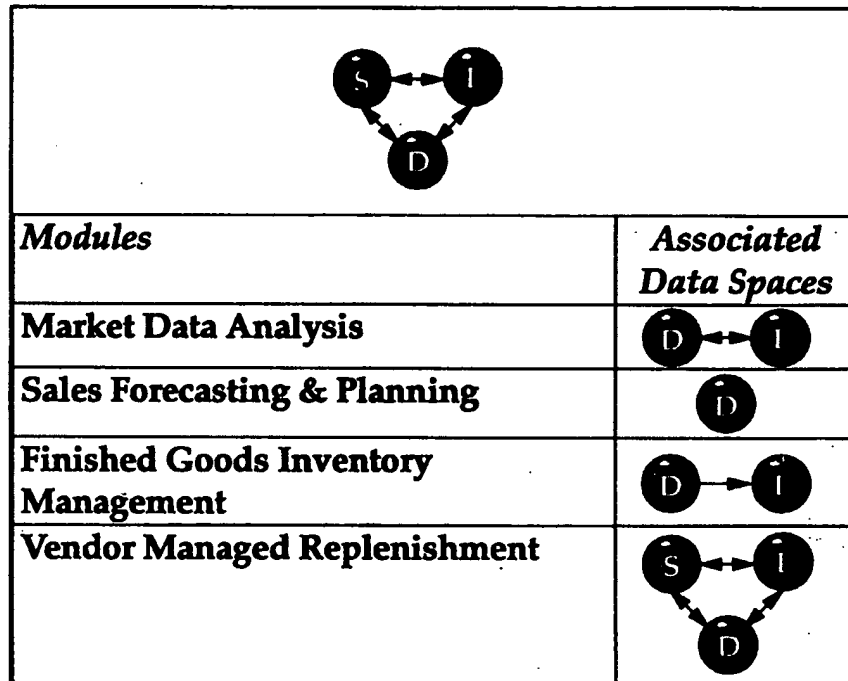 S I
D
Modules
Associated
Data Spaces
Market Data Analysis
D I
Sales Forecasting & Planning
D
Finished Goods Inventory
Management
D I
Vendor Managed Replenishment
S I
D